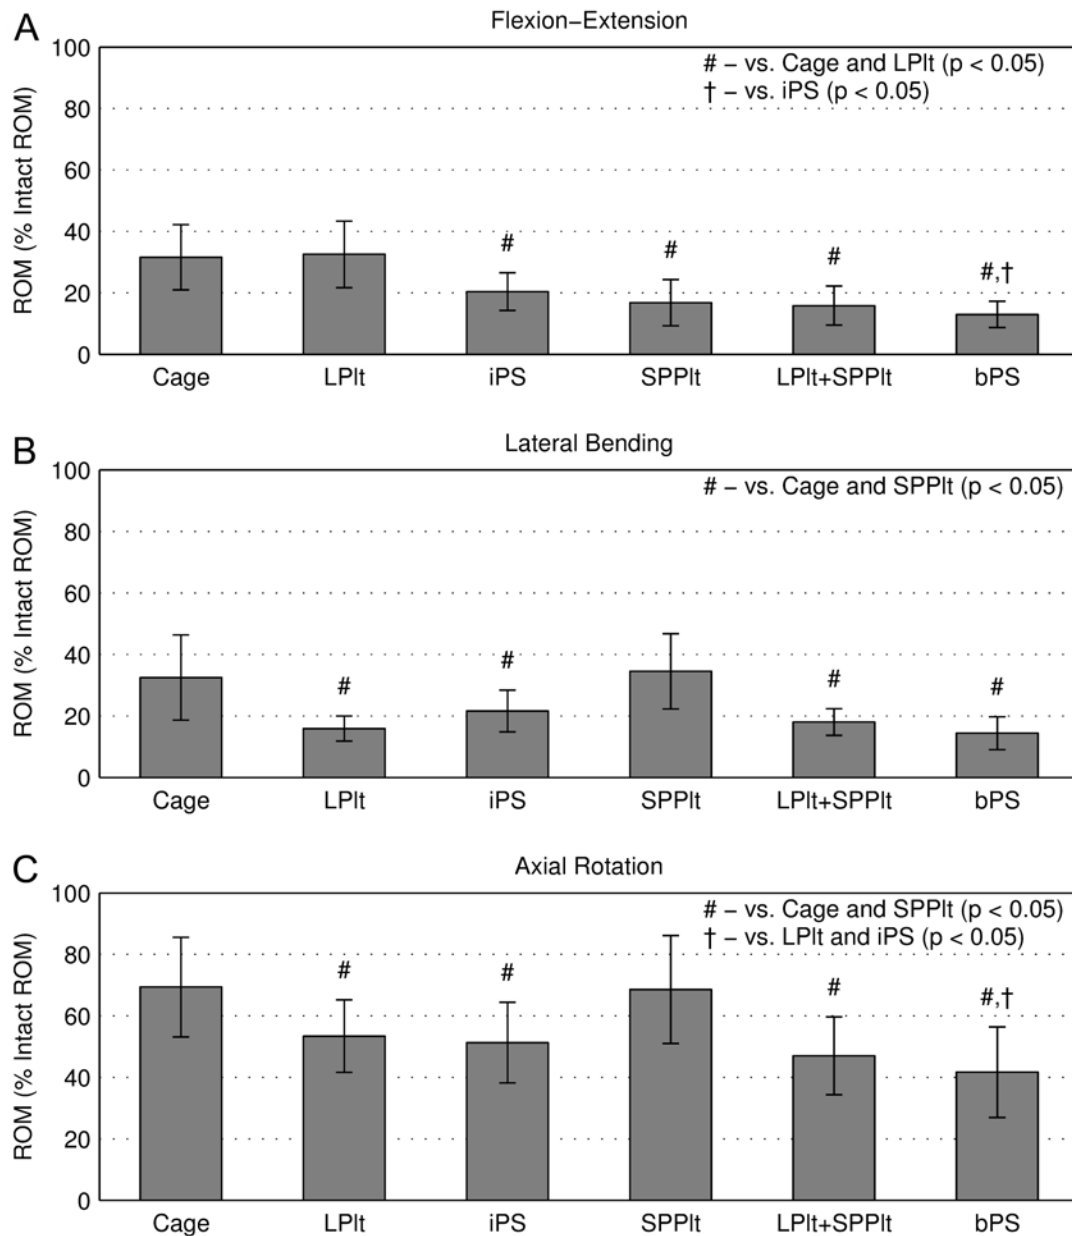 A
Flexion−Extension
ROM (% Intact ROM)
100
80
60
40
20
0
# − vs. Cage and LPlt (p < 0.05)
† − vs. iPS (p < 0.05)
#
#
#
#,†
Cage LPlt iPS SPPlt LPlt+SPPlt bPS
B
Lateral Bending
ROM (% Intact ROM)
100
80
60
40
20
0
# − vs. Cage and SPPlt (p < 0.05)
#
#
#
#
Cage LPlt iPS SPPlt LPlt+SPPlt bPS
C
Axial Rotation
ROM (% Intact ROM)
100
80
60
40
20
0
# − vs. Cage and SPPlt (p < 0.05)
† − vs. LPlt and iPS (p < 0.05)
#
#
#
#,†
Cage LPlt iPS SPPlt LPlt+SPPlt bPS